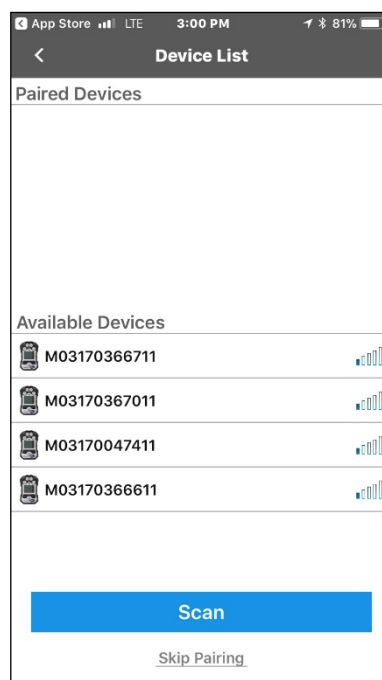 App Store LTE 3:00 PM 81%
Device List
Paired Devices
Available Devices
M03170366711
M03170367011
M03170047411
M03170366611
Scan
Skip Pairing